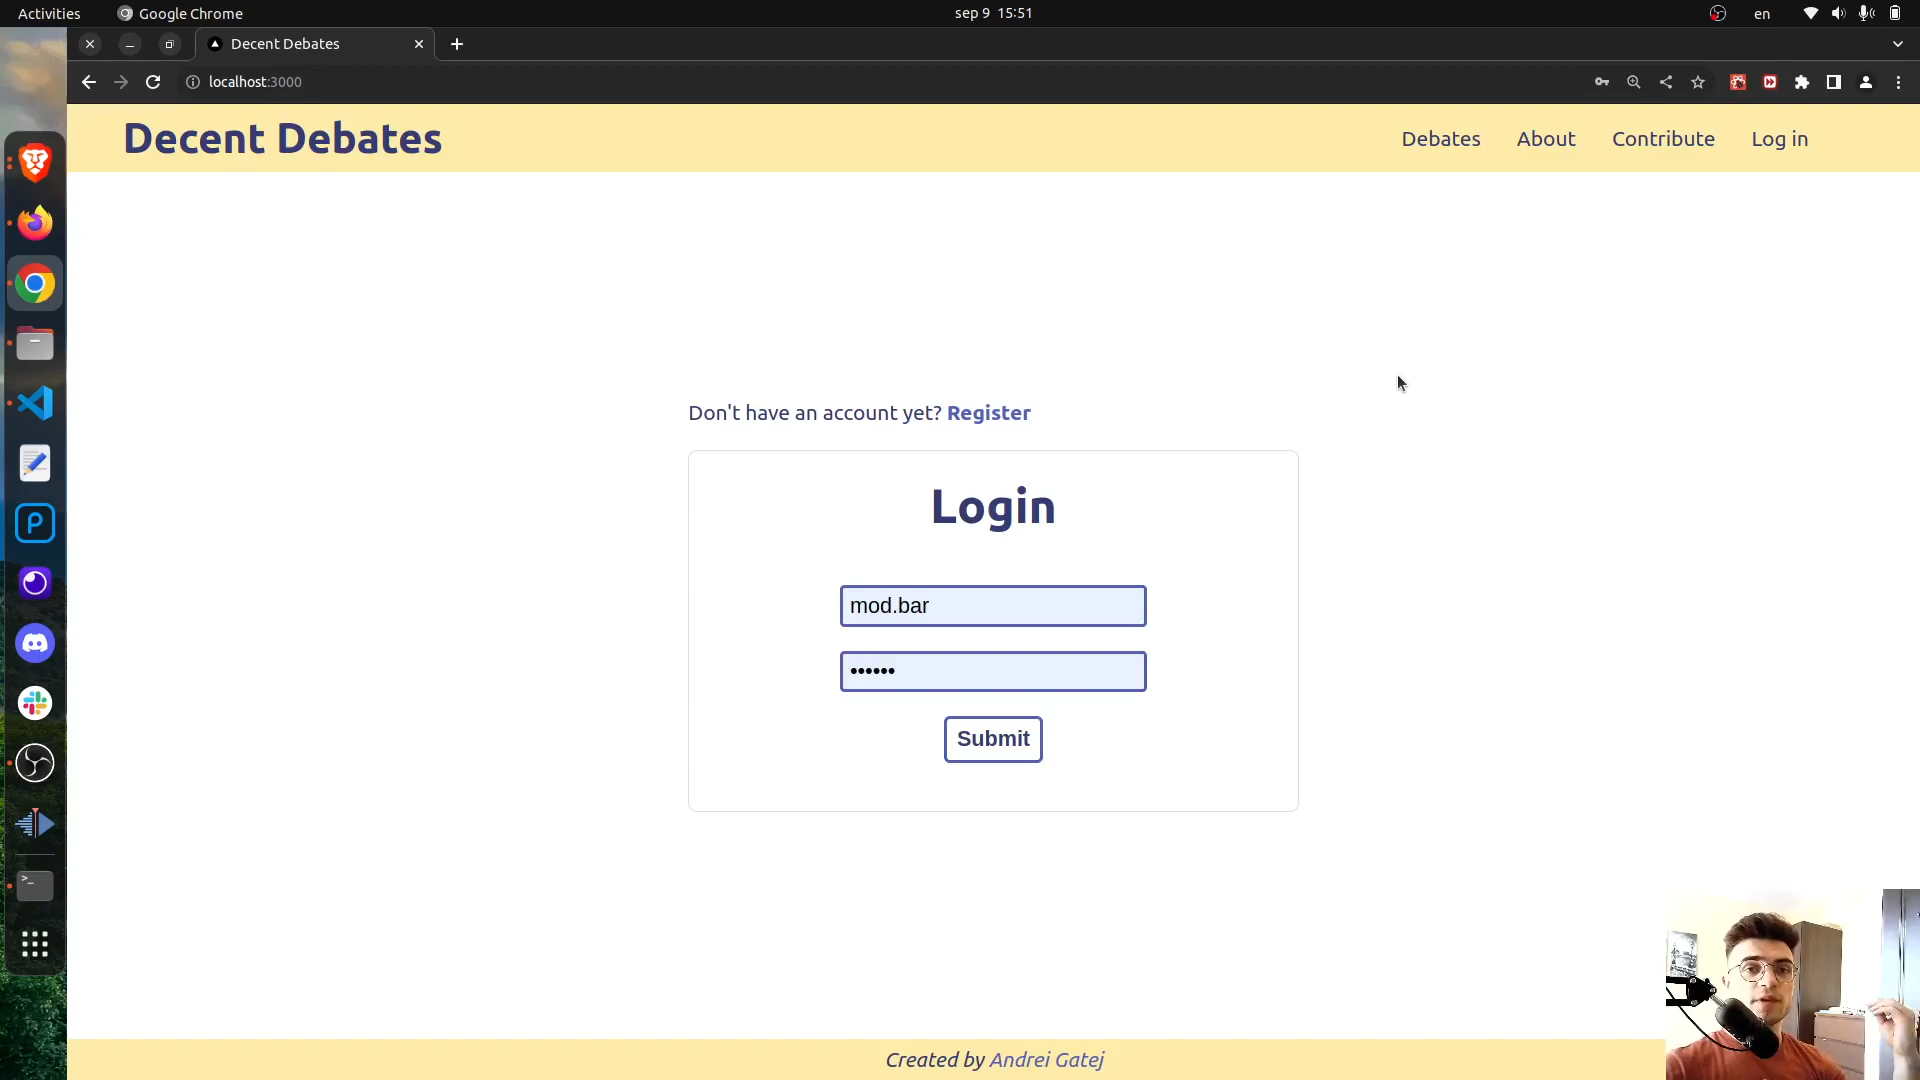 Activities
Google Chrome
sep 9 15:51
en
Decent Debates
localhost:3000
Decent Debates
Debates
About
Contribute
Log in
Don't have an account yet? Register
Login
mod.bar
••••••
Submit
Created by Andrei Gatej